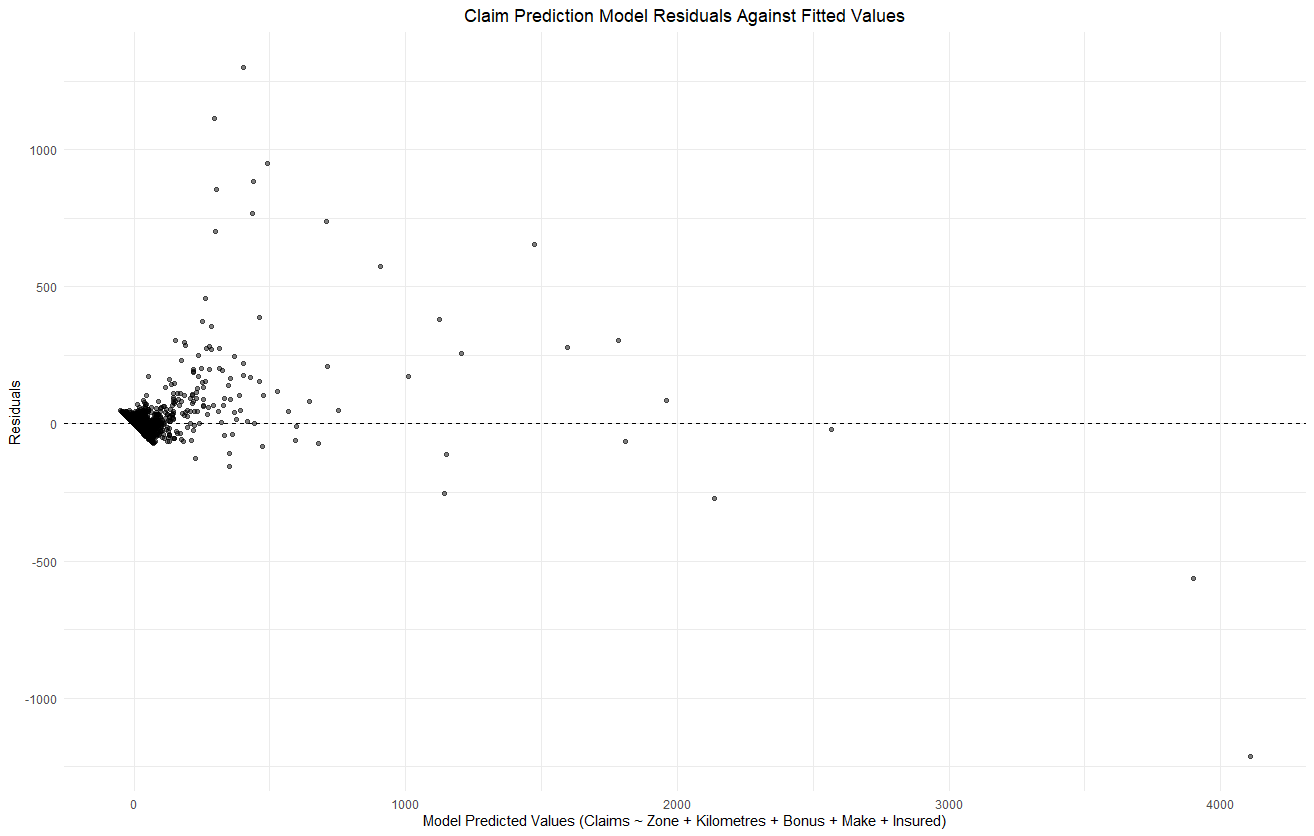 Claim Prediction Model Residuals Against Fitted Values
1000
500
0
-500
-1000
Residuals
0 1000 2000 3000 4000
Model Predicted Values (Claims ~ Zone + Kilometres + Bonus + Make + Insured)